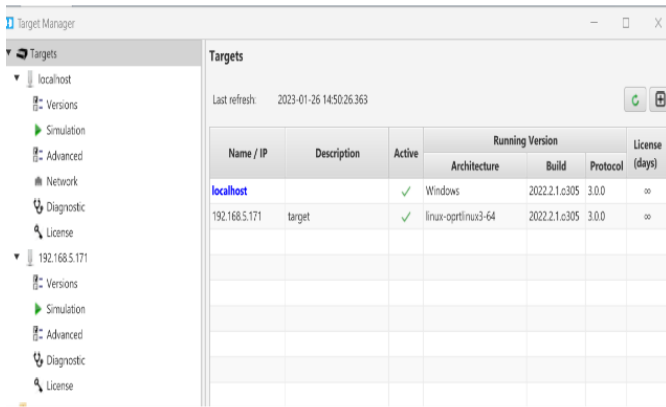 Target Manager
Targets
localhost
Versions
Simulation
Advanced
Network
Diagnostic
License
192.168.5.171
Versions
Simulation
Advanced
Diagnostic
License
Targets
Last refresh: 2023-01-26 14:50:26.363
Name / IP Description Active Running Version License (days)
Architecture Build Protocol
localhost Windows 2022.2.1.o305 3.0.0 ∞
192.168.5.171 target linux-oprtlinux3-64 2022.2.1.o305 3.0.0 ∞